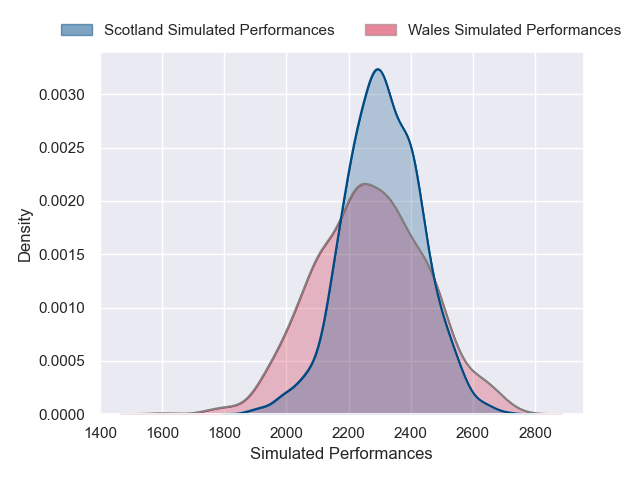 Scotland Simulated Performances
Wales Simulated Performances
Density
0.0030
0.0025
0.0020
0.0015
0.0010
0.0005
0.0000
1400 1600 1800 2000 2200 2400 2600 2800
Simulated Performances